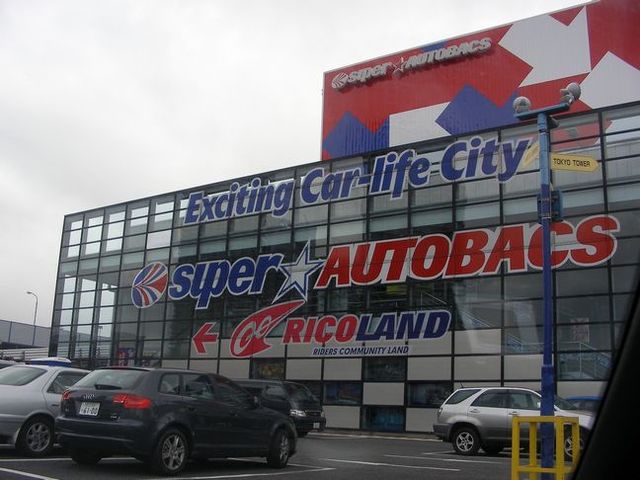 super AUTOBACS
TOKYO TOWER
Exciting Car-life City
super AUTOBACS
RICOLAND
RIDERS COMMUNITY LAND